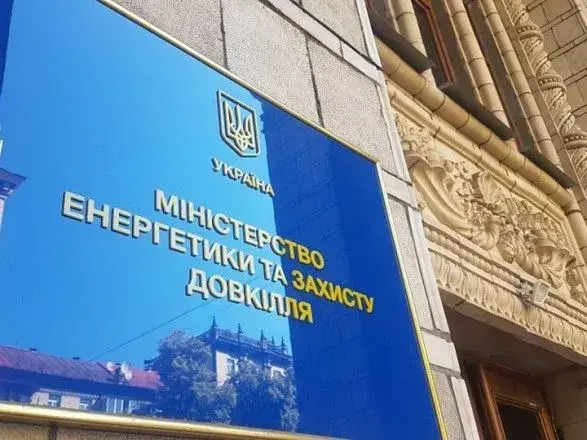 УКРАЇНА
МІНІСТЕРСТВО
ЕНЕРГЕТИКИ ТА ЗАХИСТУ
ДОВКІЛЛЯ